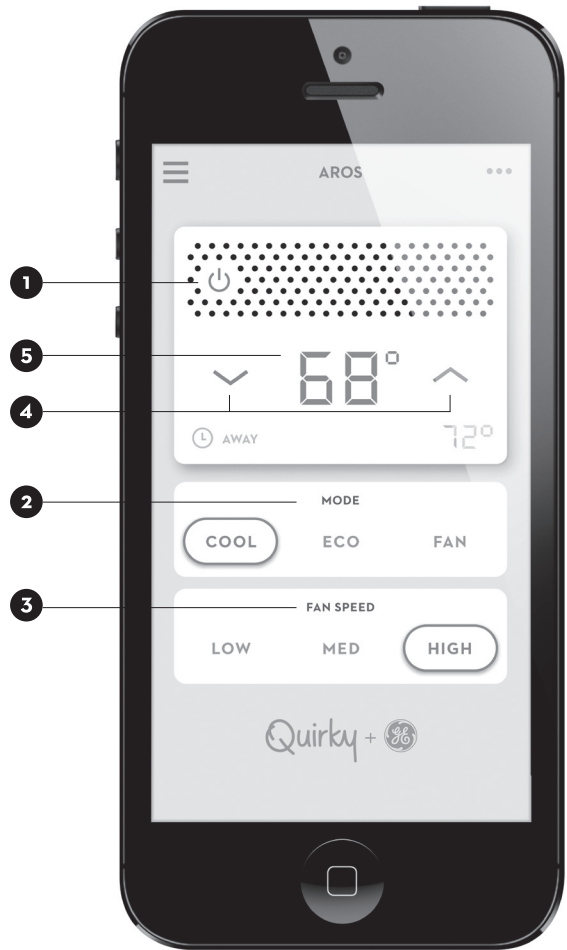 AROS
1
5
68°
4
AWAY 72°
2
MODE
COOL ECO FAN
3
FAN SPEED
LOW MED HIGH
Quirky + GE